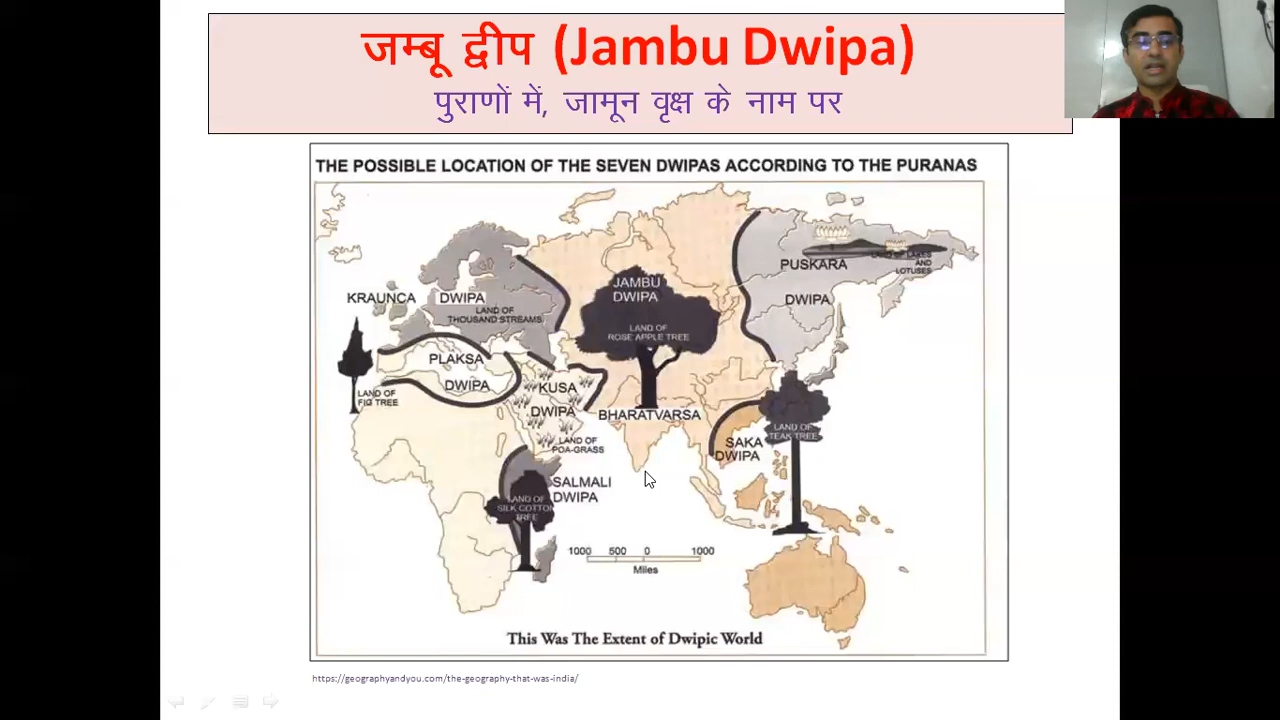 जम्बू द्वीप (Jambu Dwipa)
पुराणों में, जामून वृक्ष के नाम पर
THE POSSIBLE LOCATION OF THE SEVEN DWIPAS ACCORDING TO THE PURANAS
PUSKARA
LAND OF LAKES
AND
LOTUSES
DWIPA
JAMBU
DWIPA
LAND OF
ROSE APPLE TREE
KRAUNCA DWIPA
LAND OF
THOUSAND STREAMS
PLAKSA
DWIPA
LAND OF
FIG TREE
KUSA
DWIPA
LAND OF
POA-GRASS
BHARATVARSA
SAKA
DWIPA
LAND OF
TEAK TREE
SALMALI
DWIPA
LAND OF
SILK COTTON
TREE
1000 500 0 1000
Miles
This Was The Extent of Dwipic World
https://geographyandyou.com/the-geography-that-was-india/